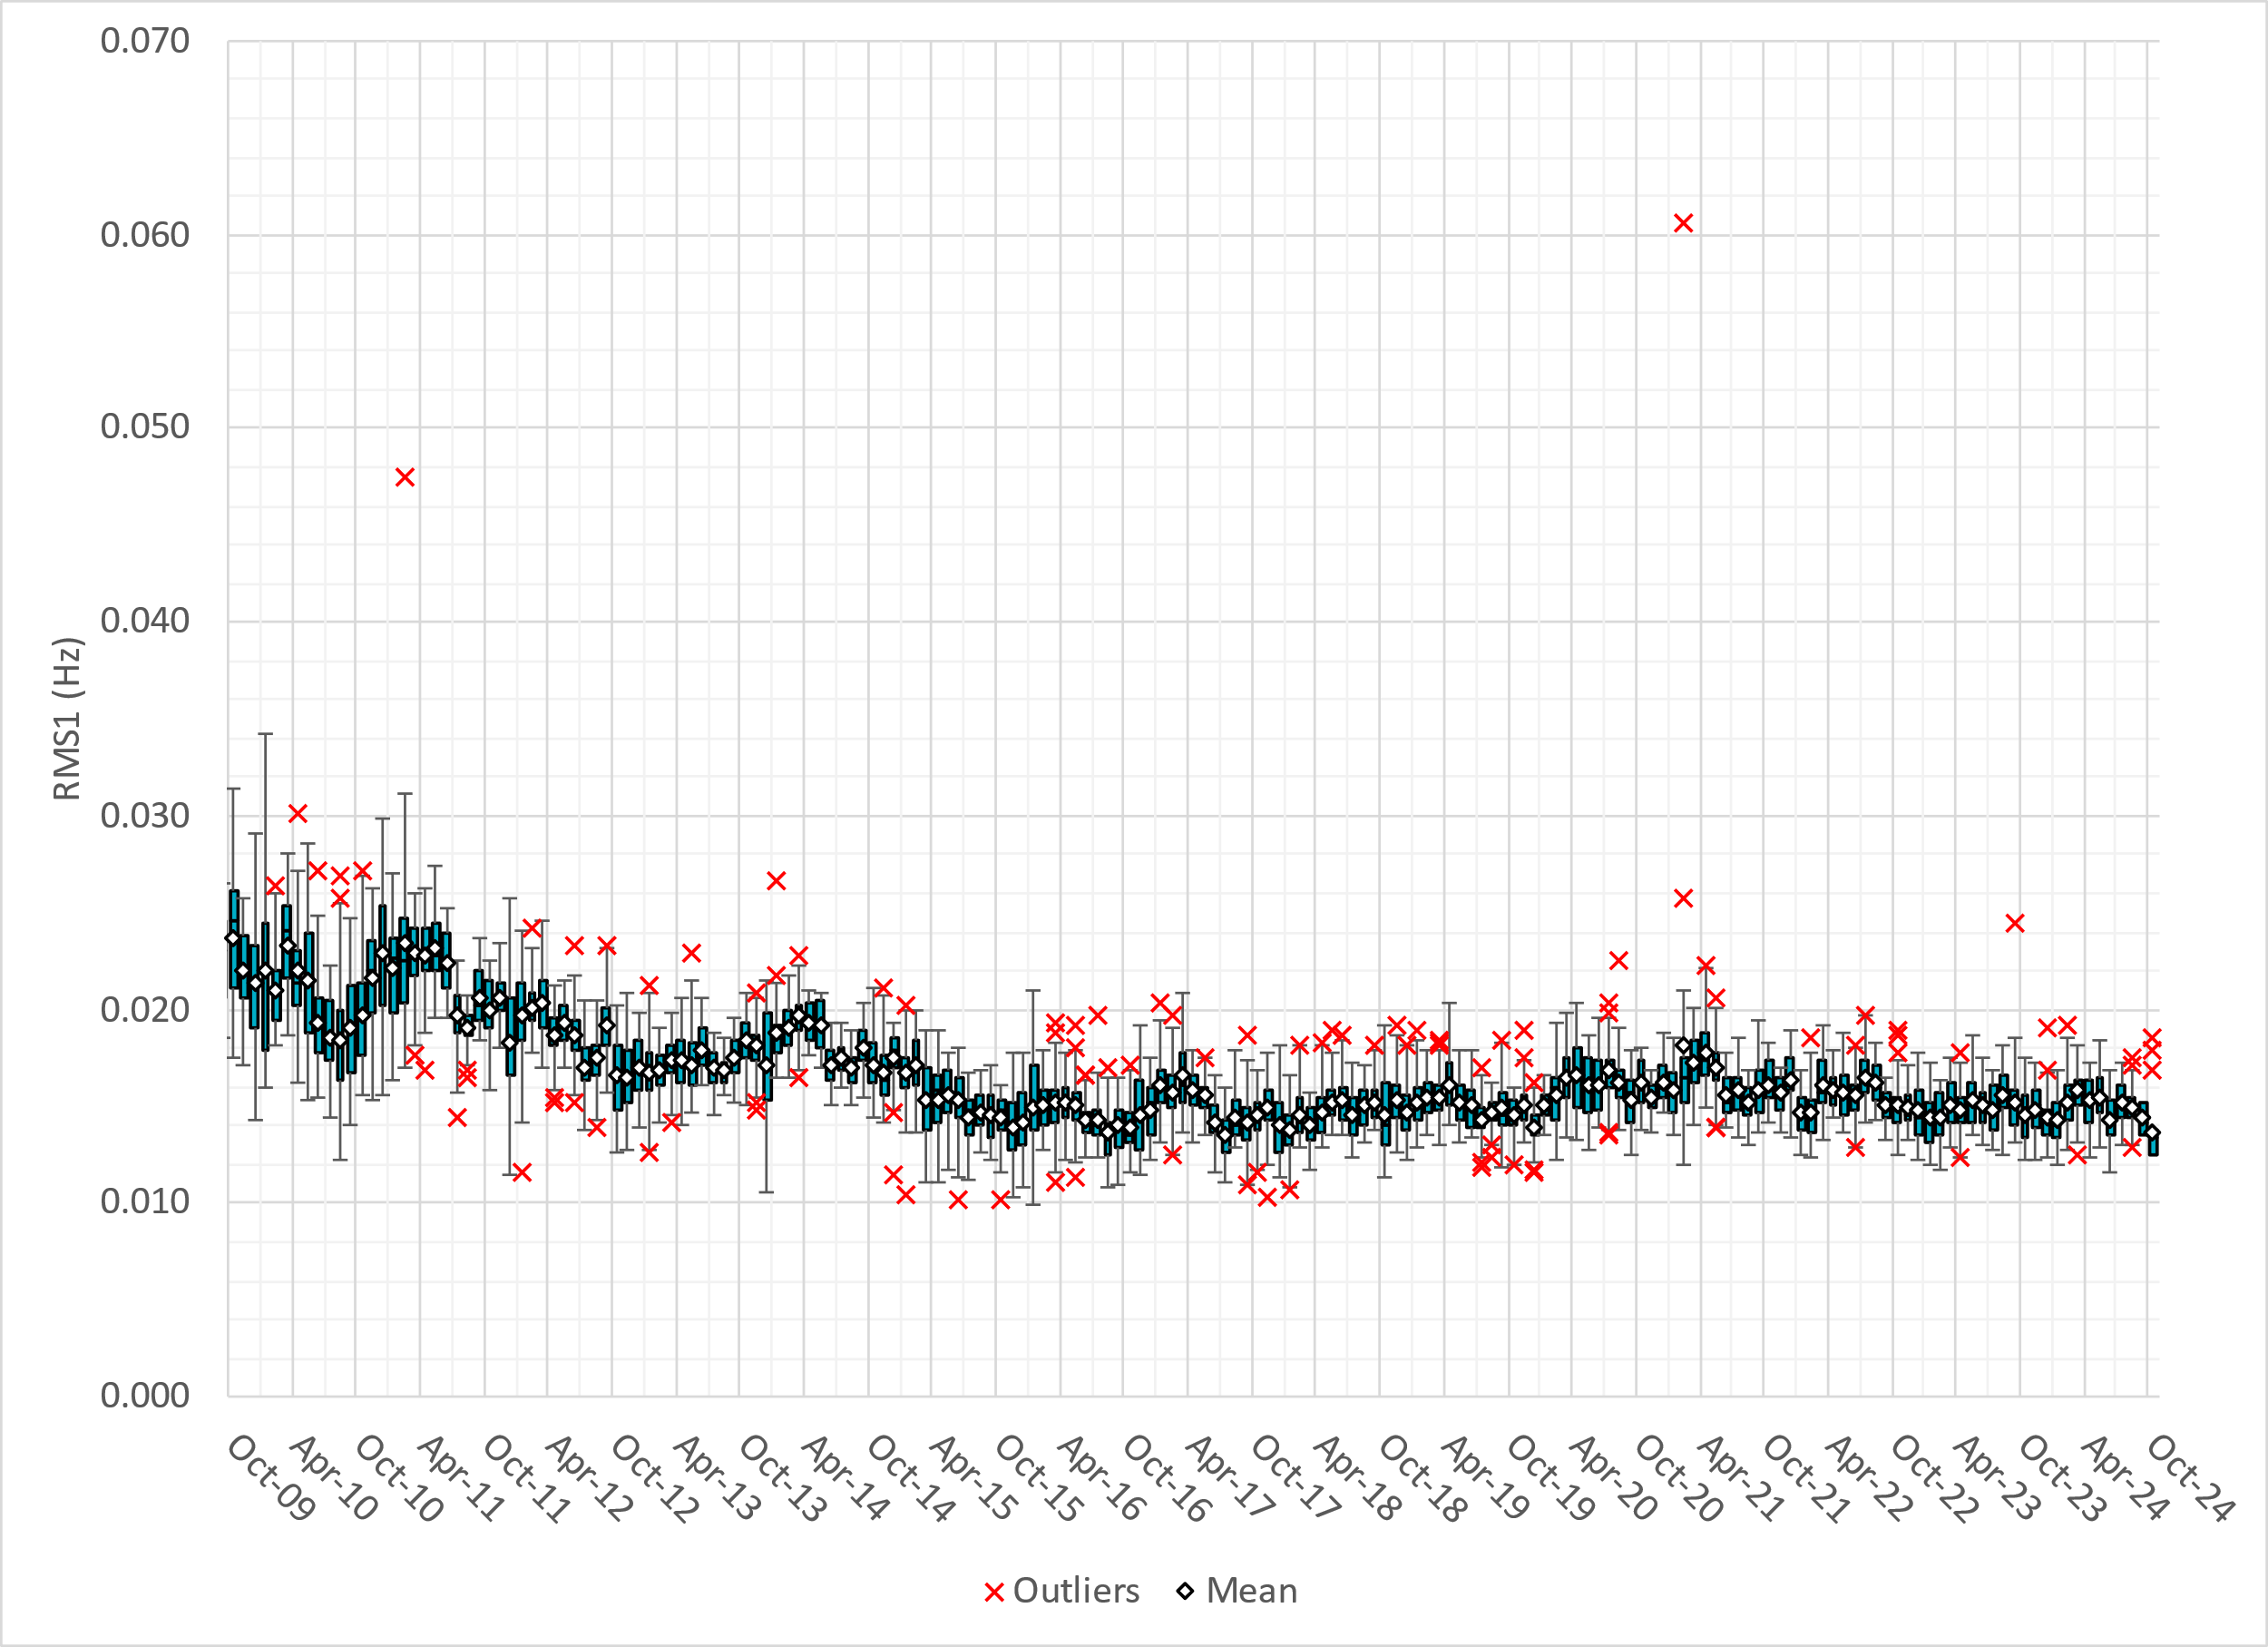 0.070
0.060
0.050
0.040
0.030
0.020
0.010
0.000
RMS1 (Hz)
Oct-09
Apr-10
Oct-10
Apr-11
Oct-11
Apr-12
Oct-12
Apr-13
Oct-13
Apr-14
Oct-14
Apr-15
Oct-15
Apr-16
Oct-16
Apr-17
Oct-17
Apr-18
Oct-18
Apr-19
Oct-19
Apr-20
Oct-20
Apr-21
Oct-21
Apr-22
Oct-22
Apr-23
Oct-23
Apr-24
Oct-24
Outliers Mean